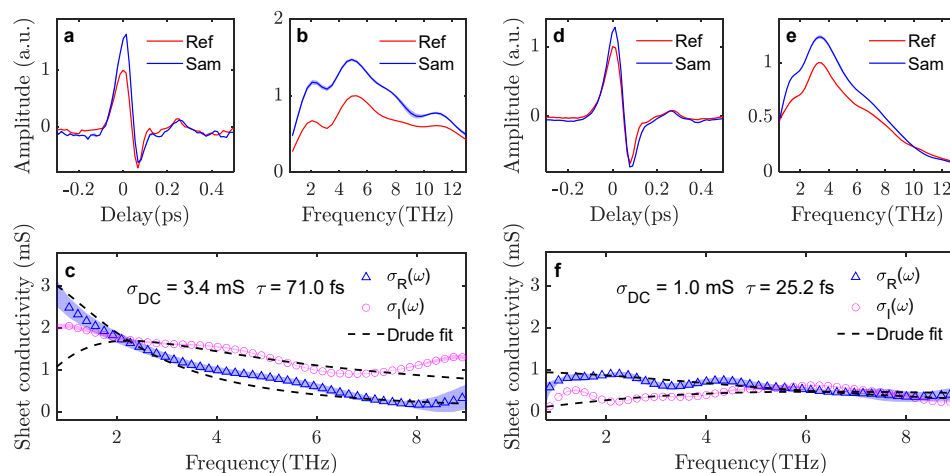 a
Ref
Sam
Amplitude (a.u.)
1
0
-0.2
0
0.2
0.4
Delay(ps)
b
Ref
Sam
2
1
0
2
4
6
8
10
12
Frequency(THz)
d
Ref
Sam
Amplitude (a.u.)
1
0
-0.2
0
0.2
0.4
Delay(ps)
e
Ref
Sam
1
0.5
0
2
4
6
8
10
12
Frequency(THz)
c
σDC = 3.4 mS τ = 71.0 fs
σR(ω)
σI(ω)
Drude fit
Sheet conductivity (mS)
3
2
1
0
2
4
6
8
Frequency(THz)
f
σDC = 1.0 mS τ = 25.2 fs
σR(ω)
σI(ω)
Drude fit
Sheet conductivity (mS)
3
2
1
0
2
4
6
8
Frequency(THz)